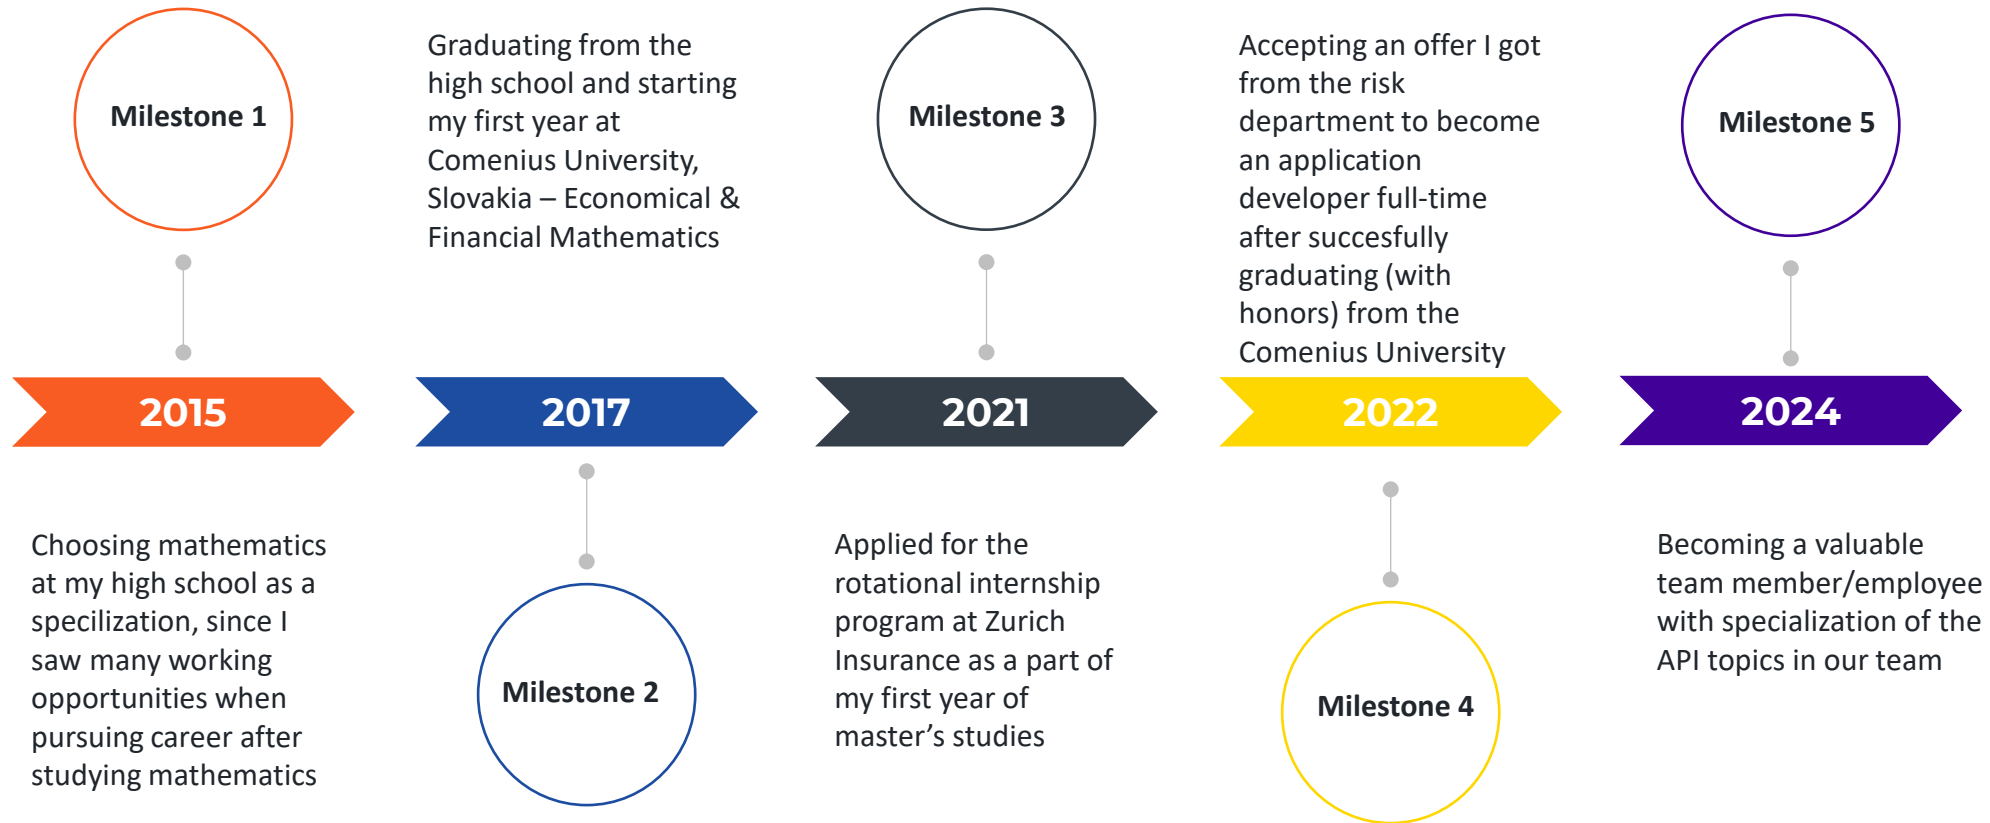 Milestone 1
2015
Choosing mathematics
at my high school as a
specilization, since I
saw many working
opportunities when
pursuing career after
studying mathematics
Graduating from the
high school and starting
my first year at
Comenius University,
Slovakia – Economical &
Financial Mathematics
2017
Milestone 2
Milestone 3
2021
Applied for the
rotational internship
program at Zurich
Insurance as a part of
my first year of
master’s studies
Accepting an offer I got
from the risk
department to become
an application
developer full-time
after succesfully
graduating (with
honors) from the
Comenius University
2022
Milestone 4
Milestone 5
2024
Becoming a valuable
team member/employee
with specialization of the
API topics in our team